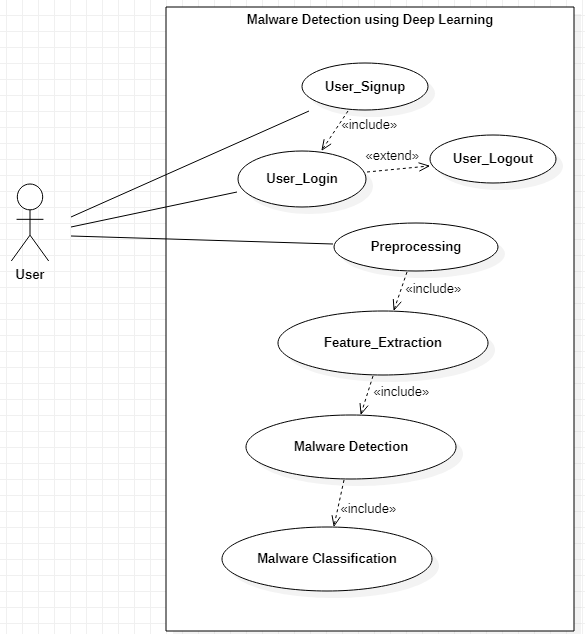 Malware Detection using Deep Learning
User_Signup
«include»
«extend»
User_Logout
User_Login
Preprocessing
User
«include»
Feature_Extraction
«include»
Malware Detection
«include»
Malware Classification